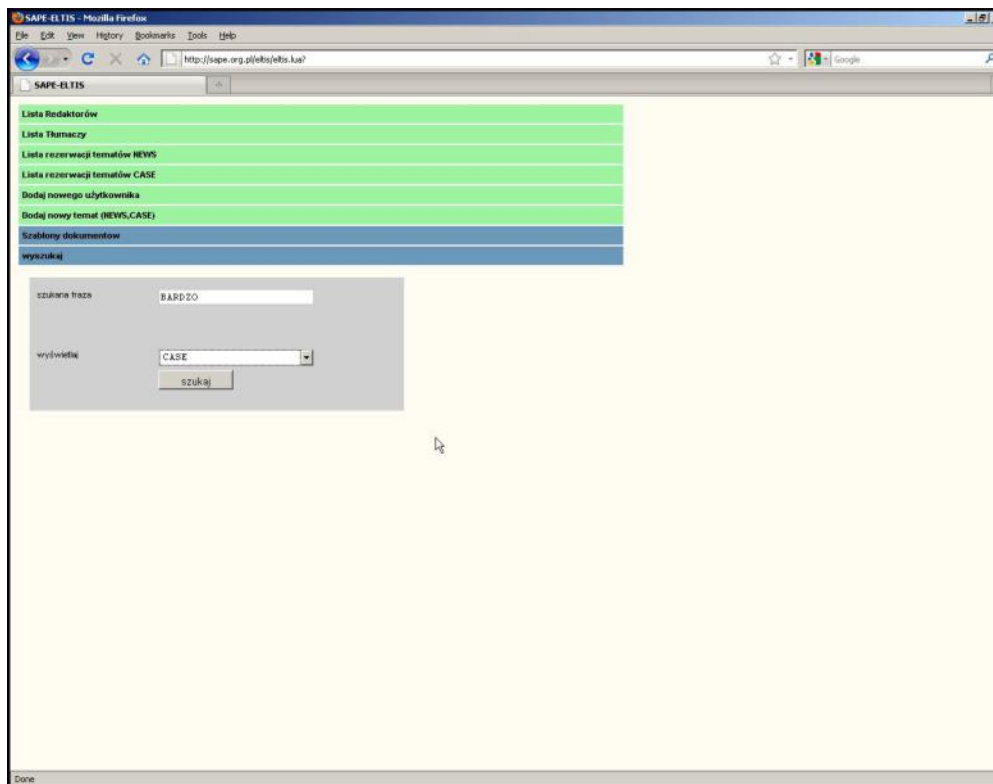 SAPE-ELTIS - Mozilla Firefox
File Edit View History Bookmarks Tools Help
http://sape.org.pl/eltis/eltis.lua?
Google
SAPE-ELTIS
Lista Redaktorów
Lista Tłumaczy
Lista rezerwacji tematów NEWS
Lista rezerwacji tematów CASE
Dodaj nowego użytkownika
Dodaj nowy temat (NEWS,CASE)
Szablony dokumentow
wyszukaj
szukana fraza BARDZO
wyświetlaj CASE
szukaj
Done